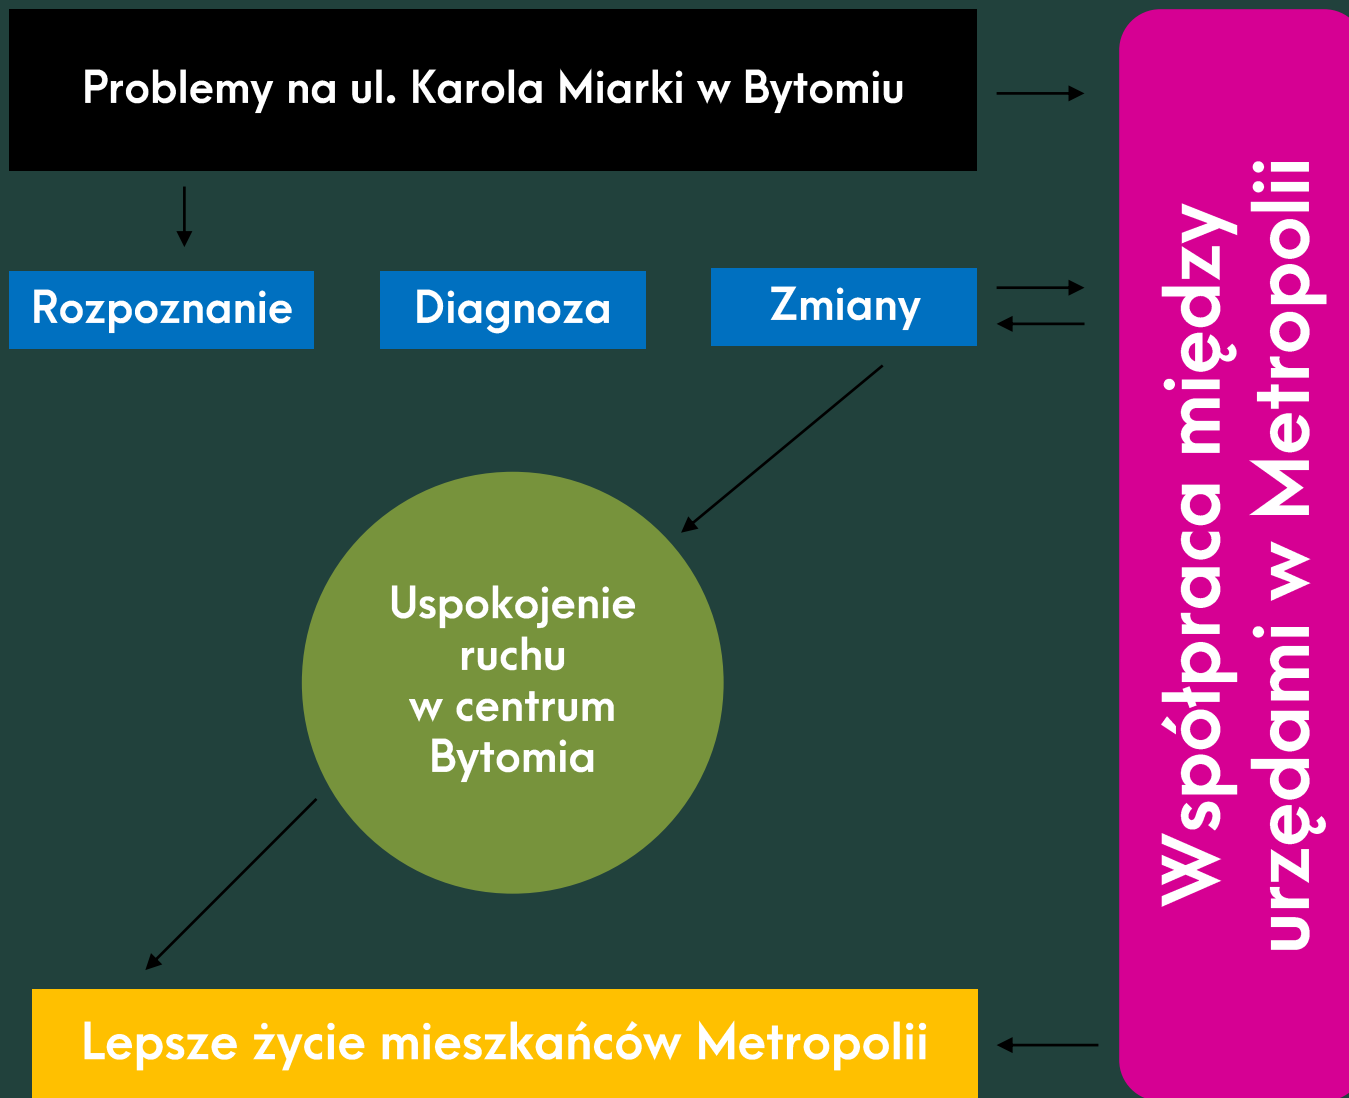 Problemy na ul. Karola Miarki w Bytomiu
Rozpoznanie
Diagnoza
Zmiany
Uspokojenie
ruchu
w centrum
Bytomia
Lepsze życie mieszkańców Metropolii
Współpraca między
urzędami w Metropolii